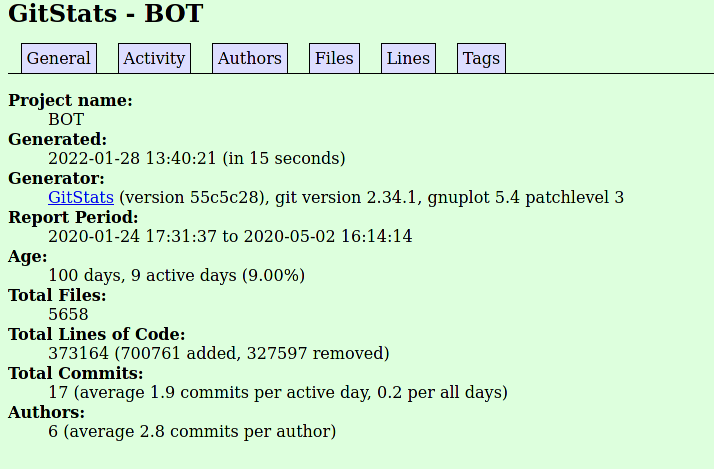 GitStats - BOT
General Activity Authors Files Lines Tags
Project name:
BOT
Generated:
2022-01-28 13:40:21 (in 15 seconds)
Generator:
GitStats (version 55c5c28), git version 2.34.1, gnuplot 5.4 patchlevel 3
Report Period:
2020-01-24 17:31:37 to 2020-05-02 16:14:14
Age:
100 days, 9 active days (9.00%)
Total Files:
5658
Total Lines of Code:
373164 (700761 added, 327597 removed)
Total Commits:
17 (average 1.9 commits per active day, 0.2 per all days)
Authors:
6 (average 2.8 commits per author)